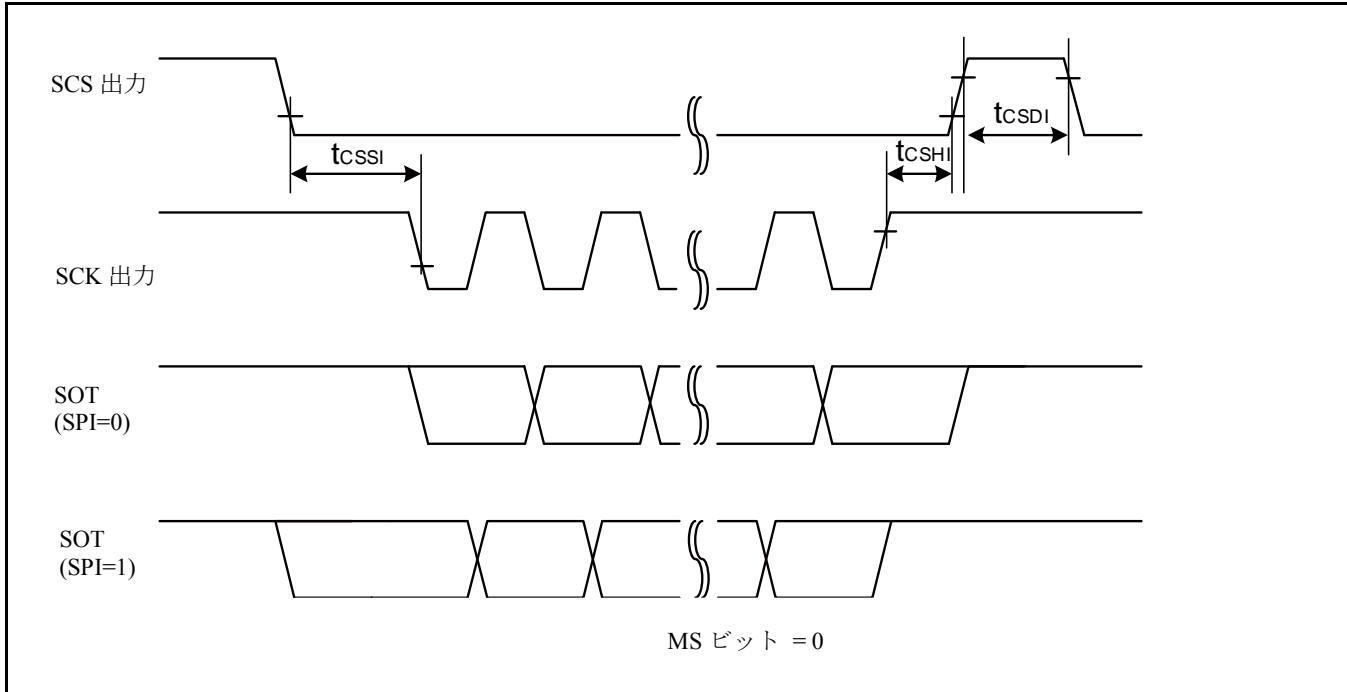 SCS 出力
tCSDI
tCSSI
tCSHI
SCK 出力
SOT
(SPI=0)
SOT
(SPI=1)
MS ビット = 0